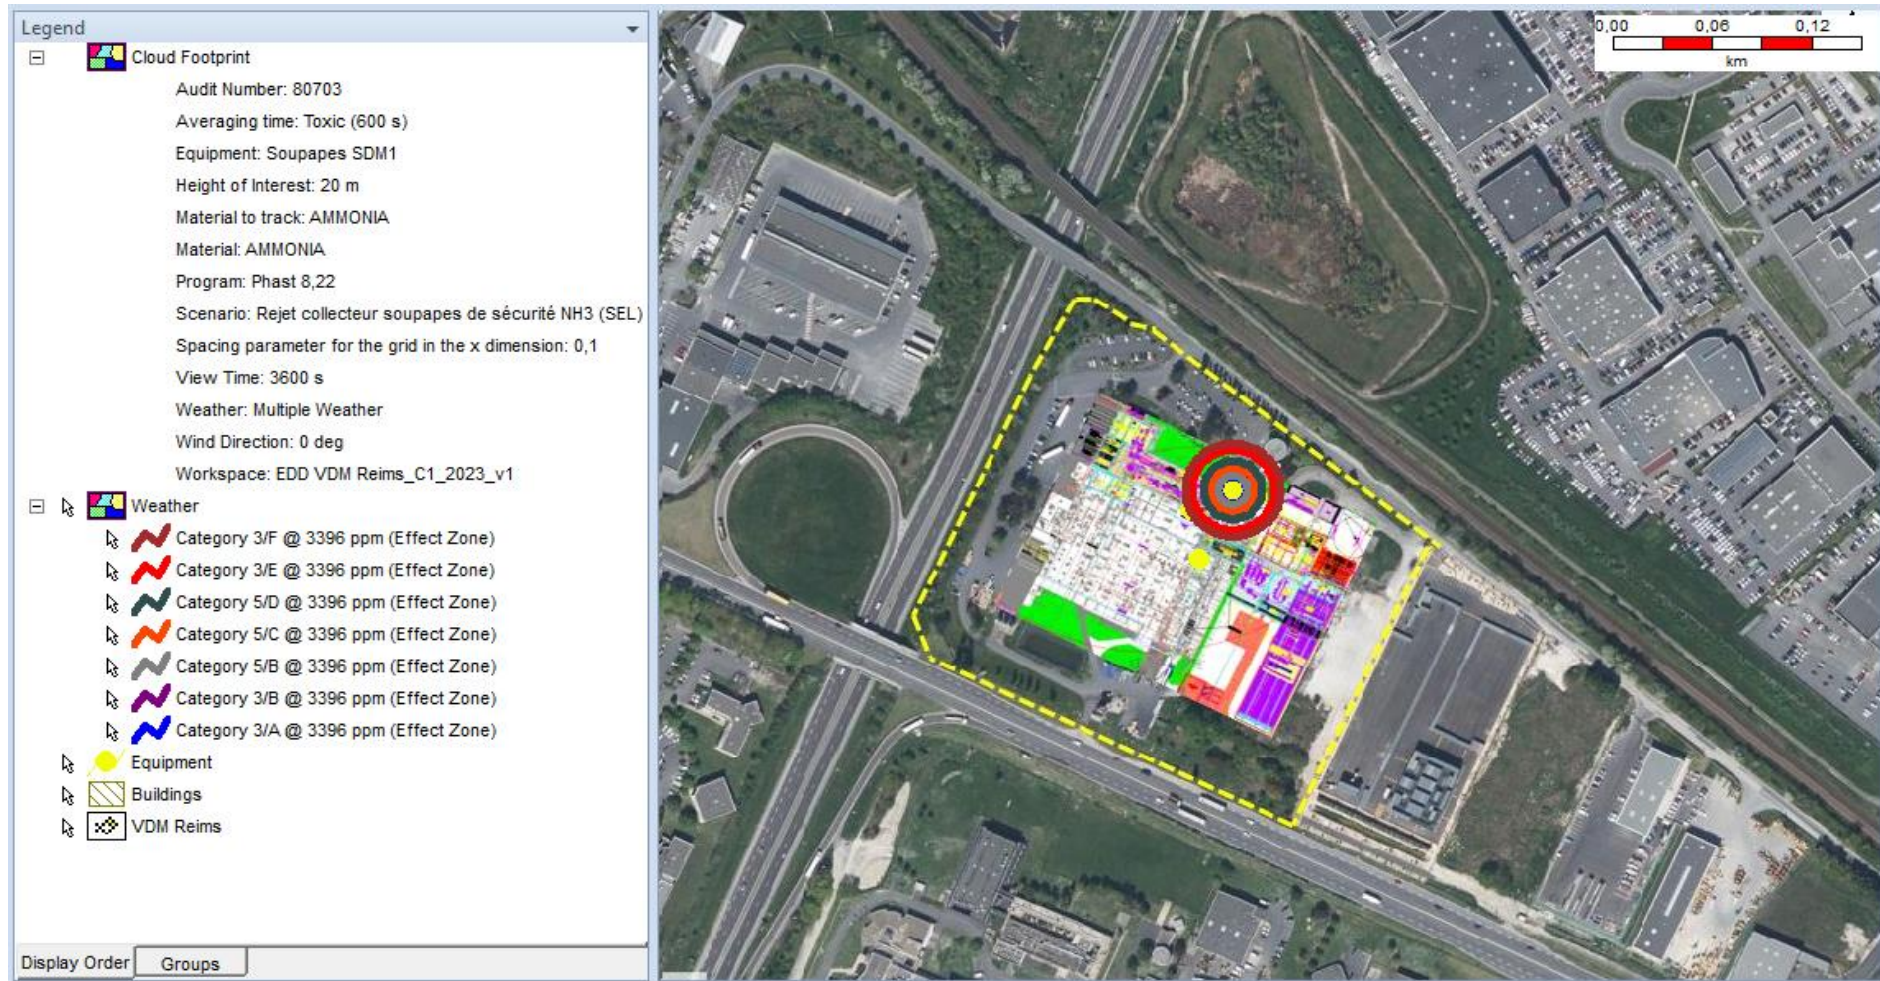 Legend
Cloud Footprint
Audit Number: 80703
Averaging time: Toxic (600 s)
Equipment: Soupapes SDM1
Height of Interest: 20 m
Material to track: AMMONIA
Material: AMMONIA
Program: Phast 8,22
Scenario: Rejet collecteur soupapes de sécurité NH3 (SEL)
Spacing parameter for the grid in the x dimension: 0,1
View Time: 3600 s
Weather: Multiple Weather
Wind Direction: 0 deg
Workspace: EDD VDM Reims_C1_2023_v1
Weather
Category 3/F @ 3396 ppm (Effect Zone)
Category 3/E @ 3396 ppm (Effect Zone)
Category 5/D @ 3396 ppm (Effect Zone)
Category 5/C @ 3396 ppm (Effect Zone)
Category 5/B @ 3396 ppm (Effect Zone)
Category 3/B @ 3396 ppm (Effect Zone)
Category 3/A @ 3396 ppm (Effect Zone)
Equipment
Buildings
VDM Reims
Display Order Groups
0,00 0,06 0,12
km